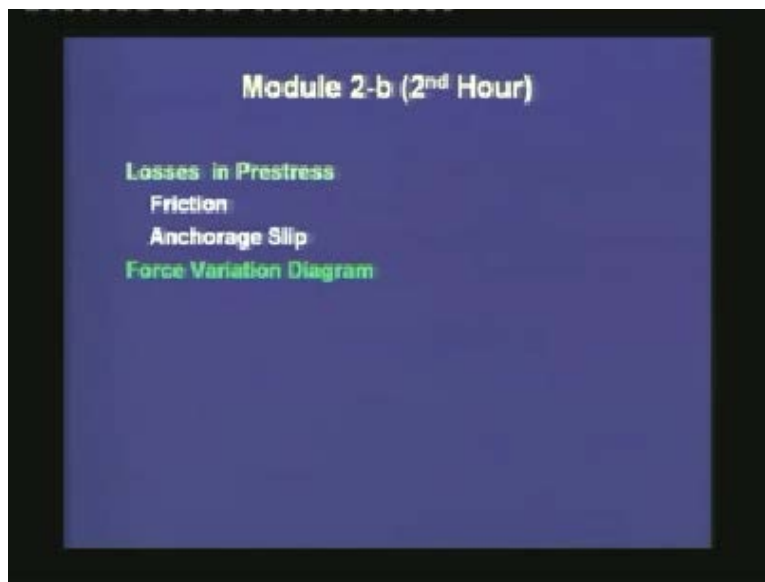 Module 2-b (2nd Hour)
Losses in Prestress
Friction
Anchorage Slip
Force Variation Diagram